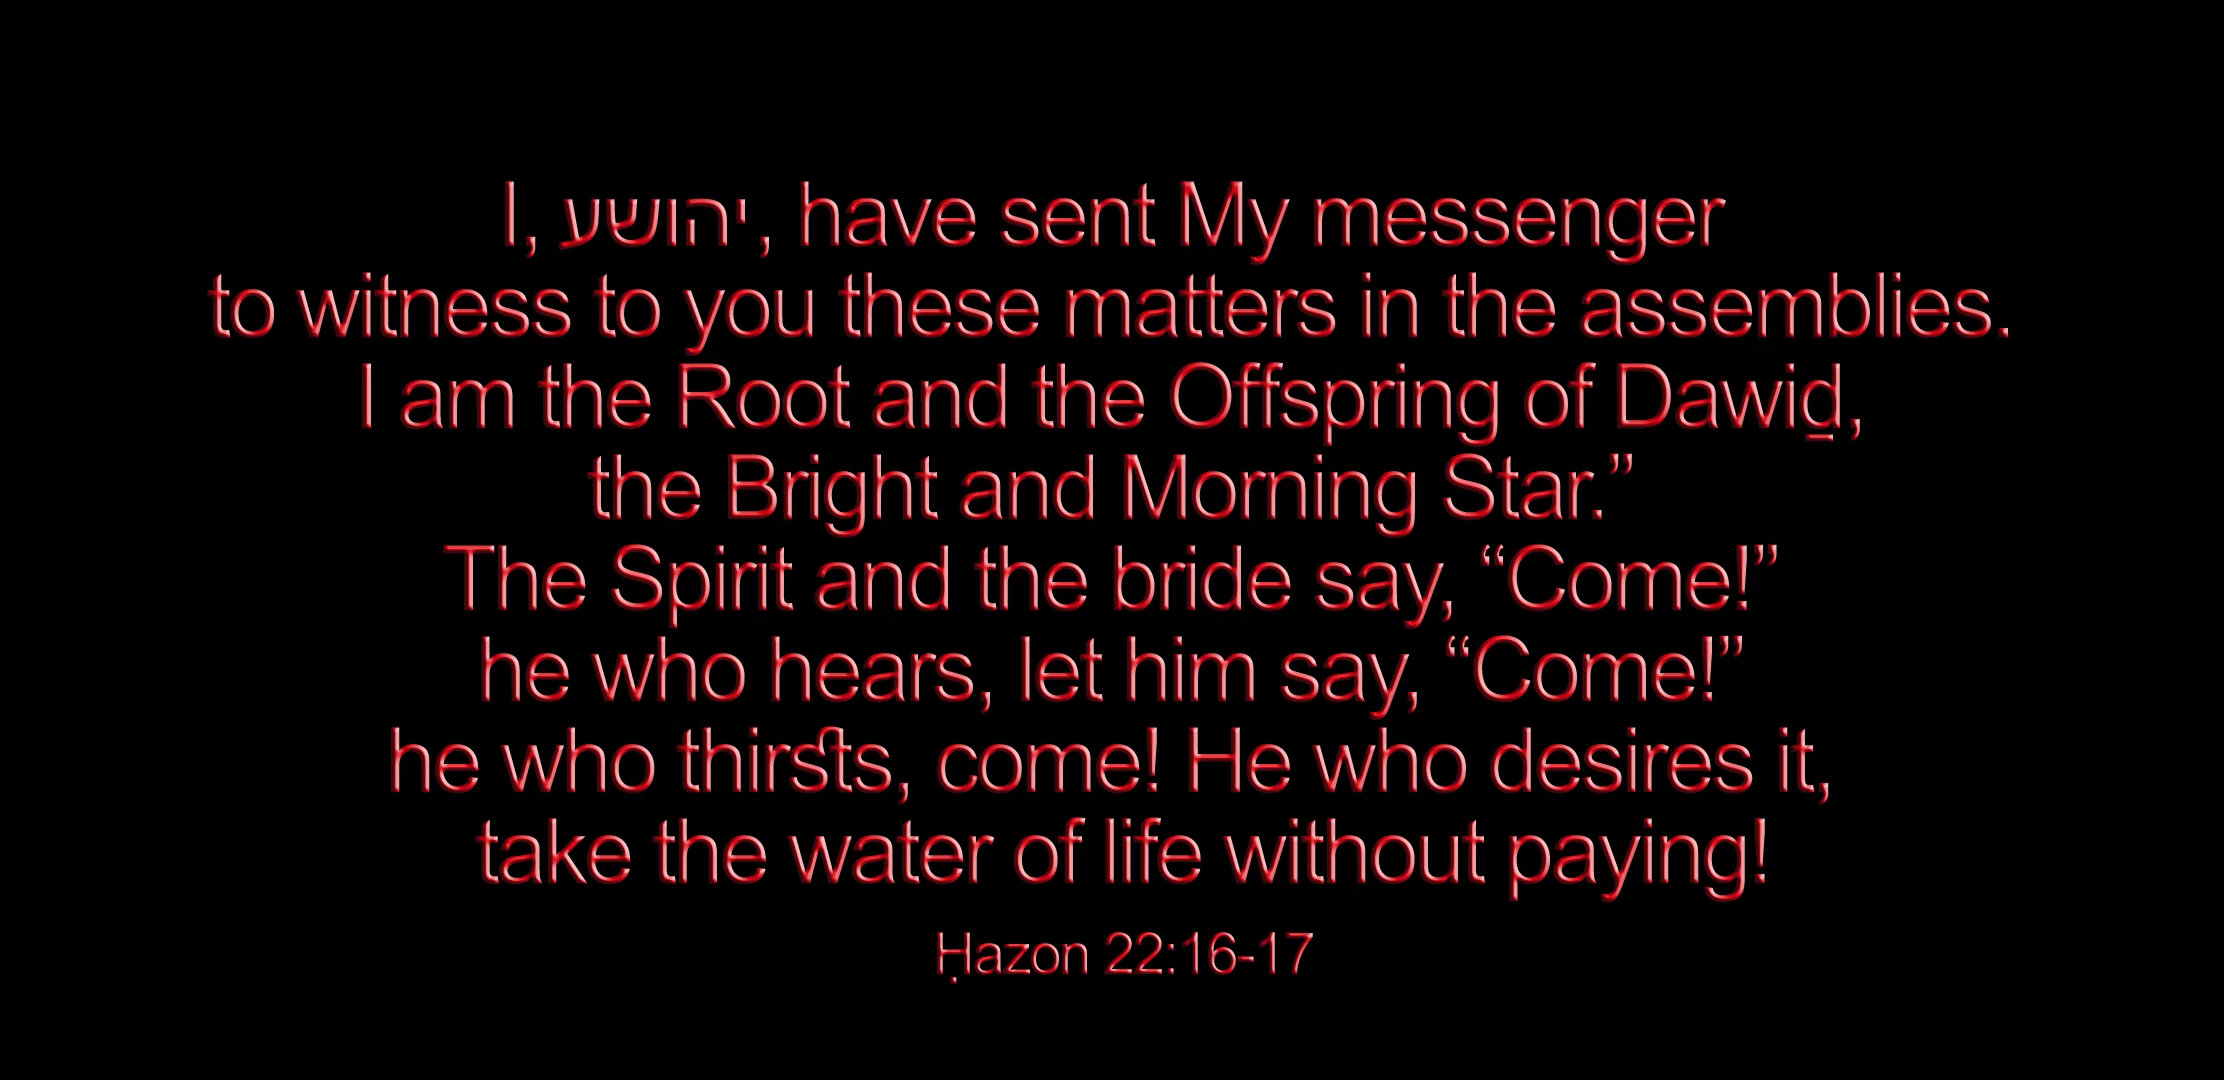 I, יהושע, have sent My messenger
to witness to you these matters in the assemblies.
I am the Root and the Offspring of Dawiḏ,
the Bright and Morning Star.”
The Spirit and the bride say, “Come!”
he who hears, let him say, “Come!”
he who thirsts, come! He who desires it,
take the water of life without paying!
Ḥazon 22:16-17